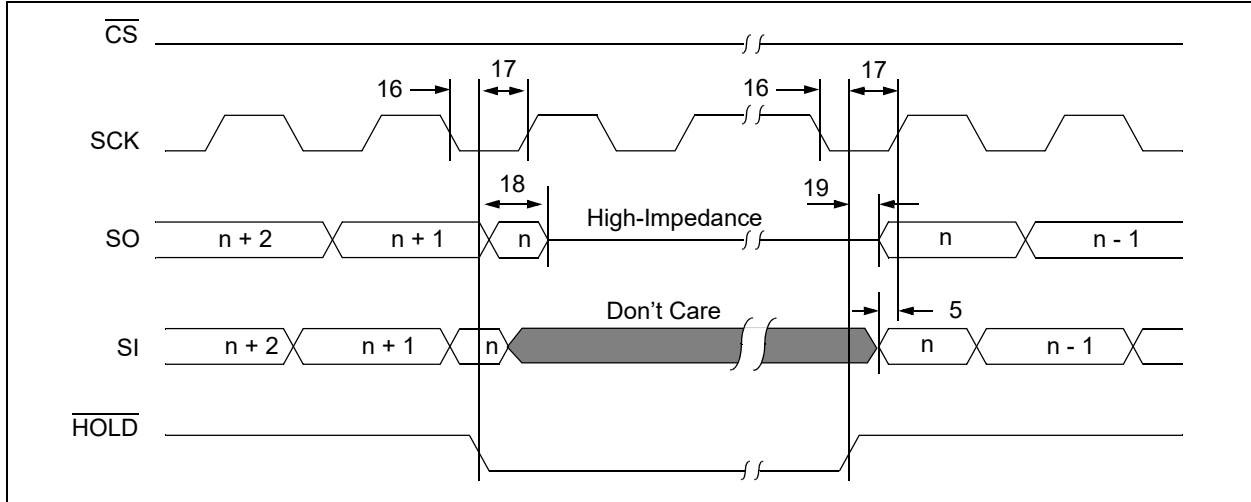 CS
17 17
16 16
SCK
18 19
High-Impedance
SO n + 2 n + 1 n n n - 1
Don't Care 5
SI n + 2 n + 1 n n n - 1
HOLD